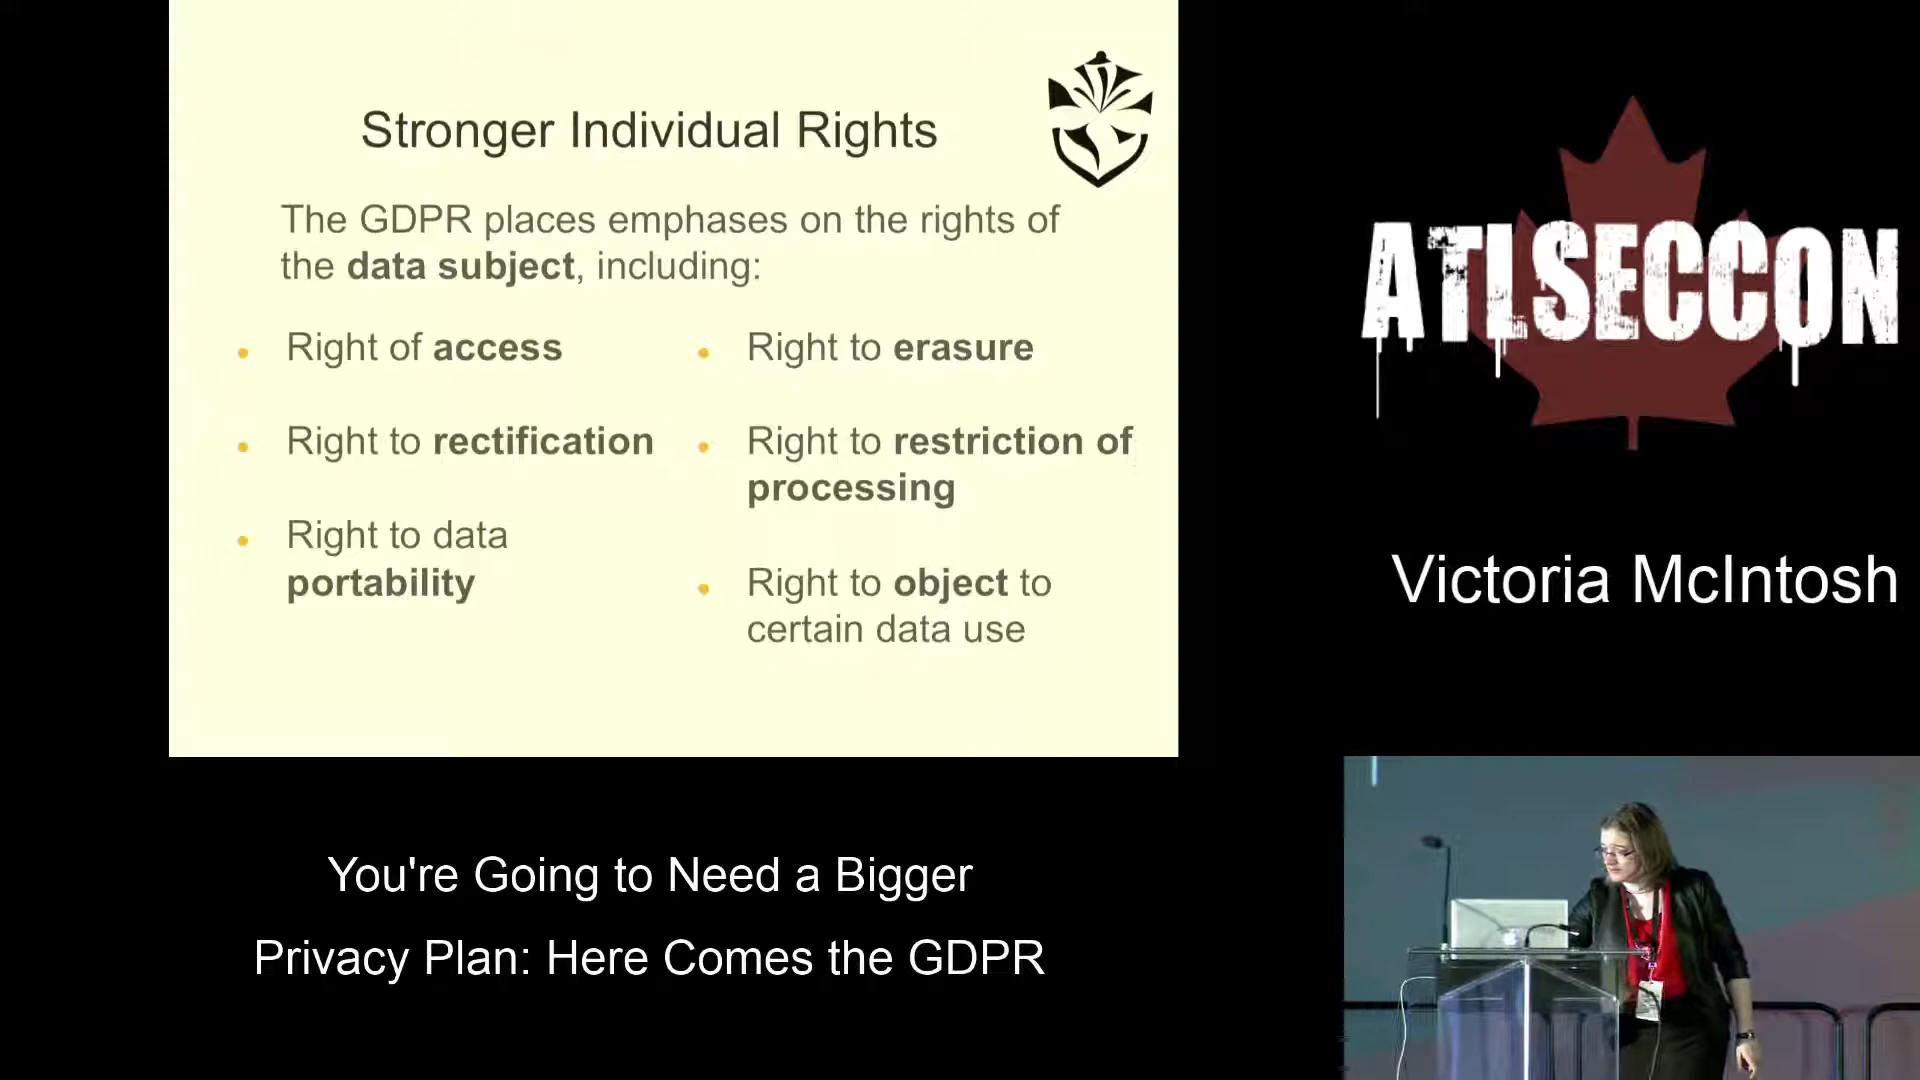 Stronger Individual Rights
The GDPR places emphases on the rights of
the data subject, including:
Right of access
Right to rectification
Right to data
portability
Right to erasure
Right to restriction of
processing
Right to object to
certain data use
ATLSECCON
Victoria McIntosh
You're Going to Need a Bigger
Privacy Plan: Here Comes the GDPR